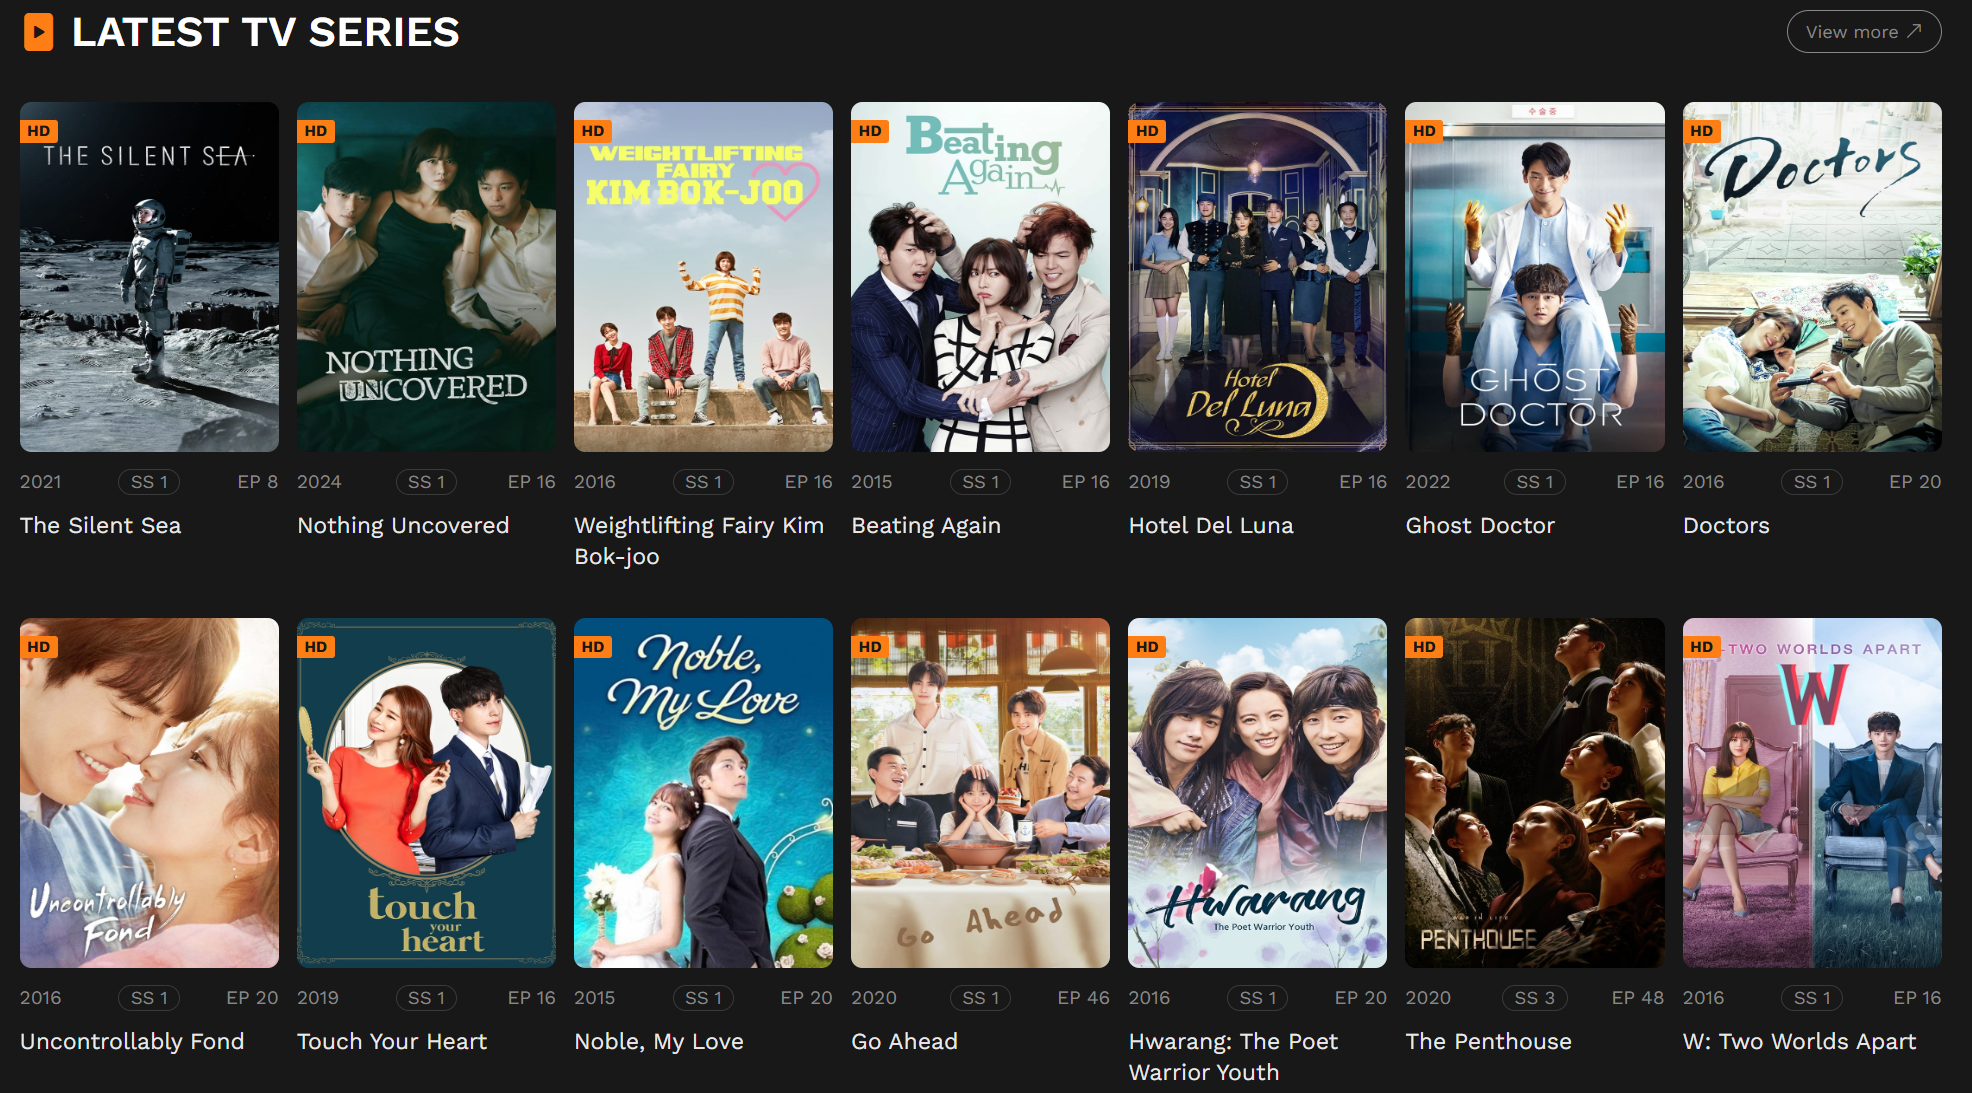 LATEST TV SERIES
View more
HD
THE SILENT SEA
2021 SS 1 EP 8
The Silent Sea
HD
NOTHING
UNCOVERED
2024 SS 1 EP 16
Nothing Uncovered
HD
WEIGHTLIFTING
FAIRY
KIM BOK-JOO
2016 SS 1 EP 16
Weightlifting Fairy Kim
Bok-joo
HD
Beating
Again
2015 SS 1 EP 16
Beating Again
HD
Hotel
Del Luna
2019 SS 1 EP 16
Hotel Del Luna
수술중
HD
GHOST
DOCTOR
2022 SS 1 EP 16
Ghost Doctor
HD
Doctors
2016 SS 1 EP 20
Doctors
HD
Uncontrollably
Fond
2016 SS 1 EP 20
Uncontrollably Fond
HD
touch
your
heart
2019 SS 1 EP 16
Touch Your Heart
HD
Noble,
My Love
2015 SS 1 EP 20
Noble, My Love
HD
Go Ahead
2020 SS 1 EP 46
Go Ahead
HD
Hwarang
The Poet Warrior Youth
2016 SS 1 EP 20
Hwarang: The Poet
Warrior Youth
HD
WAR IN LIFE
PENTHOUSE
2020 SS 3 EP 48
The Penthouse
HD
-TWO WORLDS APART
W
2016 SS 1 EP 16
W: Two Worlds Apart